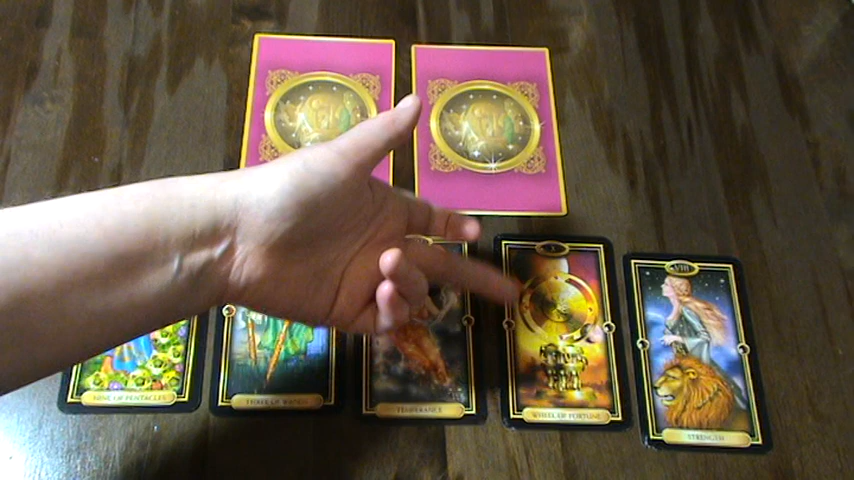 X
VIII
NINE OF PENTACLES
THREE OF WANDS
TEMPERANCE
WHEEL OF FORTUNE
STRENGTH